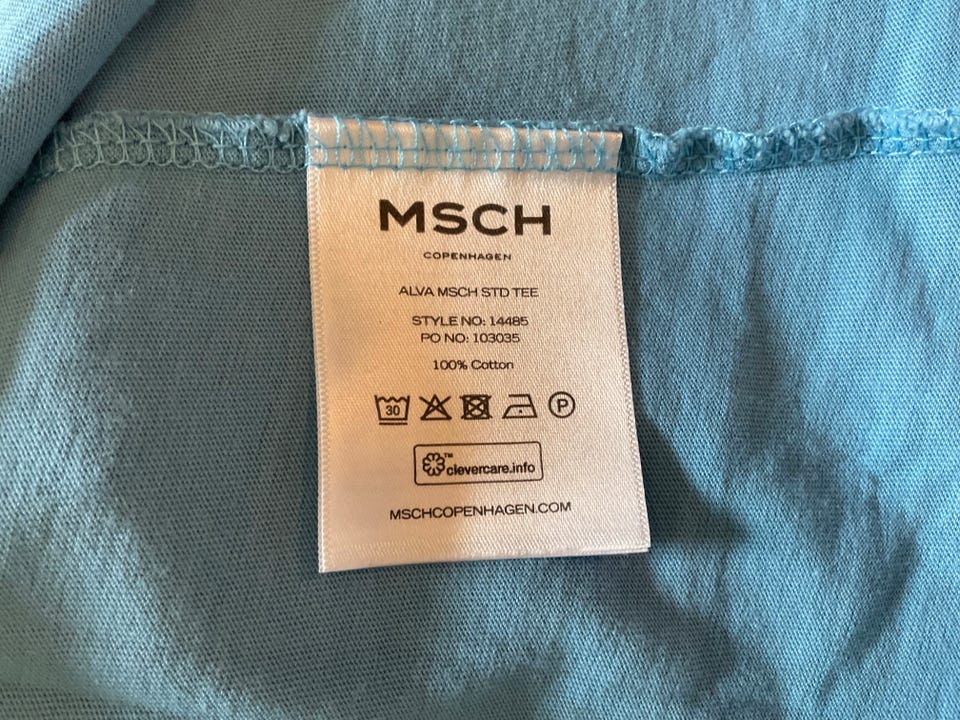 MSCH
COPENHAGEN
ALVA MSCH STD TEE
STYLE NO: 14485
PO NO: 103035
100% Cotton
30 P
™ clevercare.info
MSCHCOPENHAGEN.COM